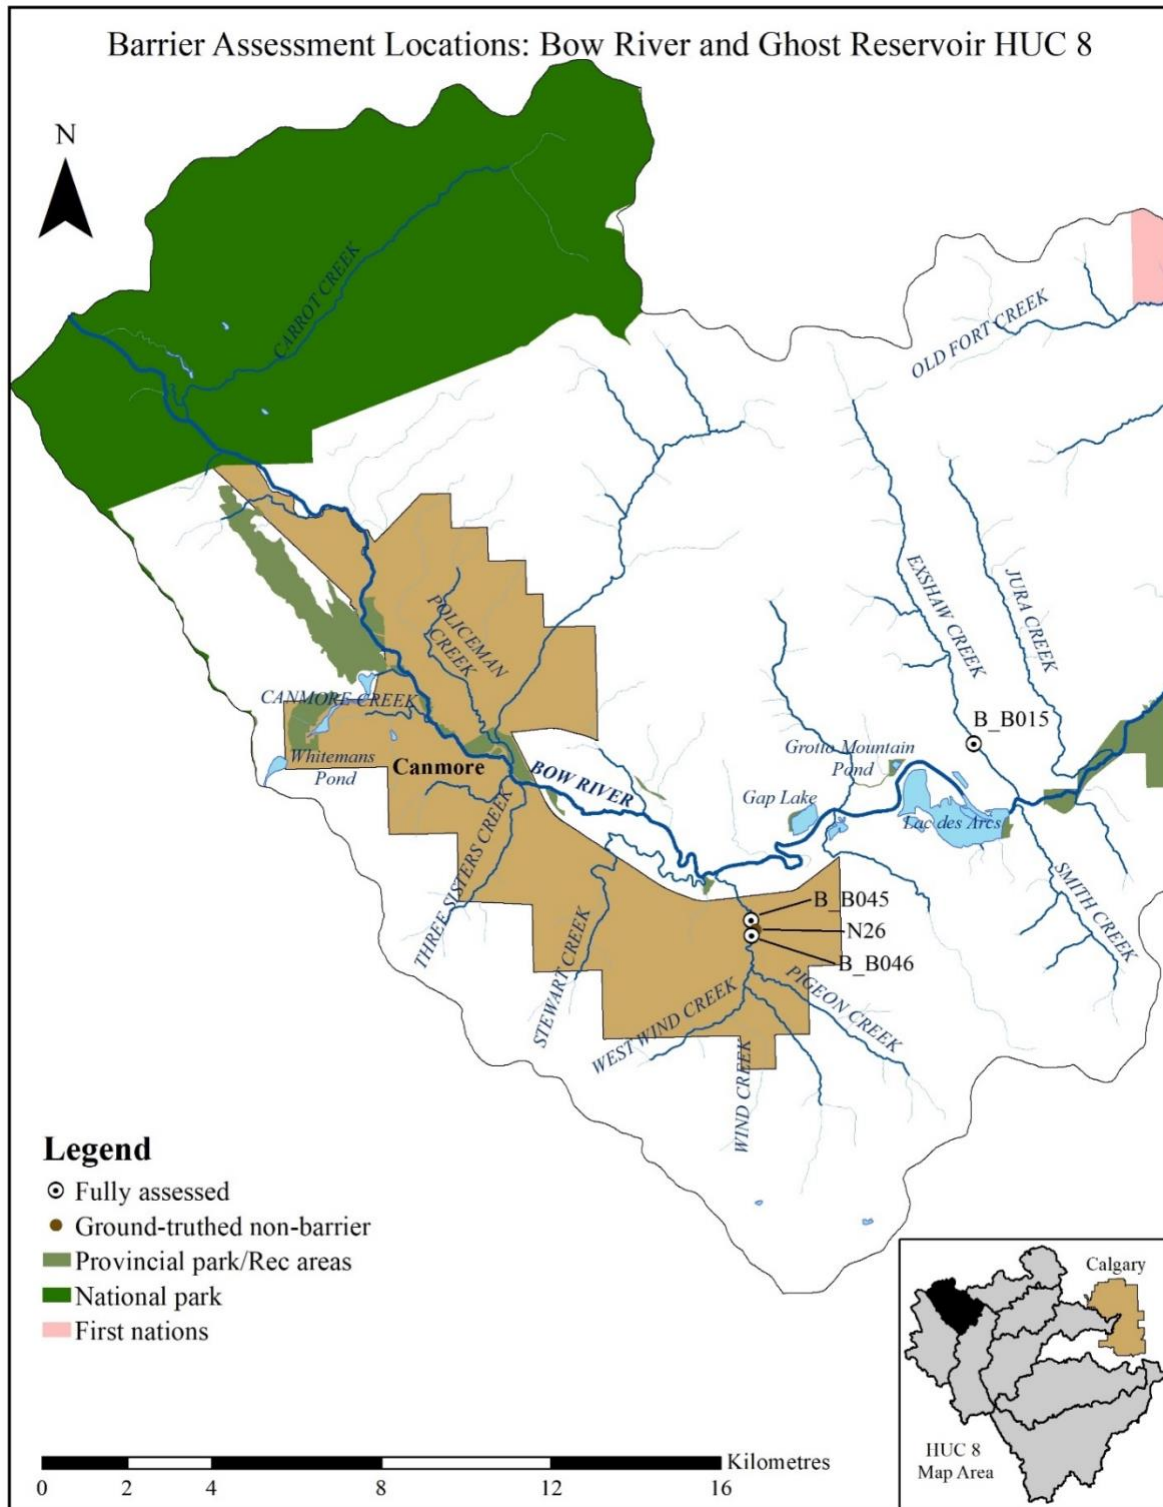 Barrier Assessment Locations: Bow River and Ghost Reservoir HUC 8
N
CARROT CREEK
OLD FORT CREEK
EXSHAW CREEK
JURA CREEK
POLICEMAN
CREEK
CANMORE CREEK
Whitemans
Pond
Canmore
BOW RIVER
B_B015
Grotto Mountain
Pond
Gap Lake
Lac des Arcs
THREE SISTERS CREEK
STEWART CREEK
B_B045
N26
B_B046
SMITH CREEK
WEST WIND CREEK
PIGEON CREEK
WIND CREEK
Legend
Fully assessed
Ground-truthed non-barrier
Provincial park/Rec areas
National park
First nations
Kilometres
0 2 4 8 12 16
Calgary
HUC 8
Map Area